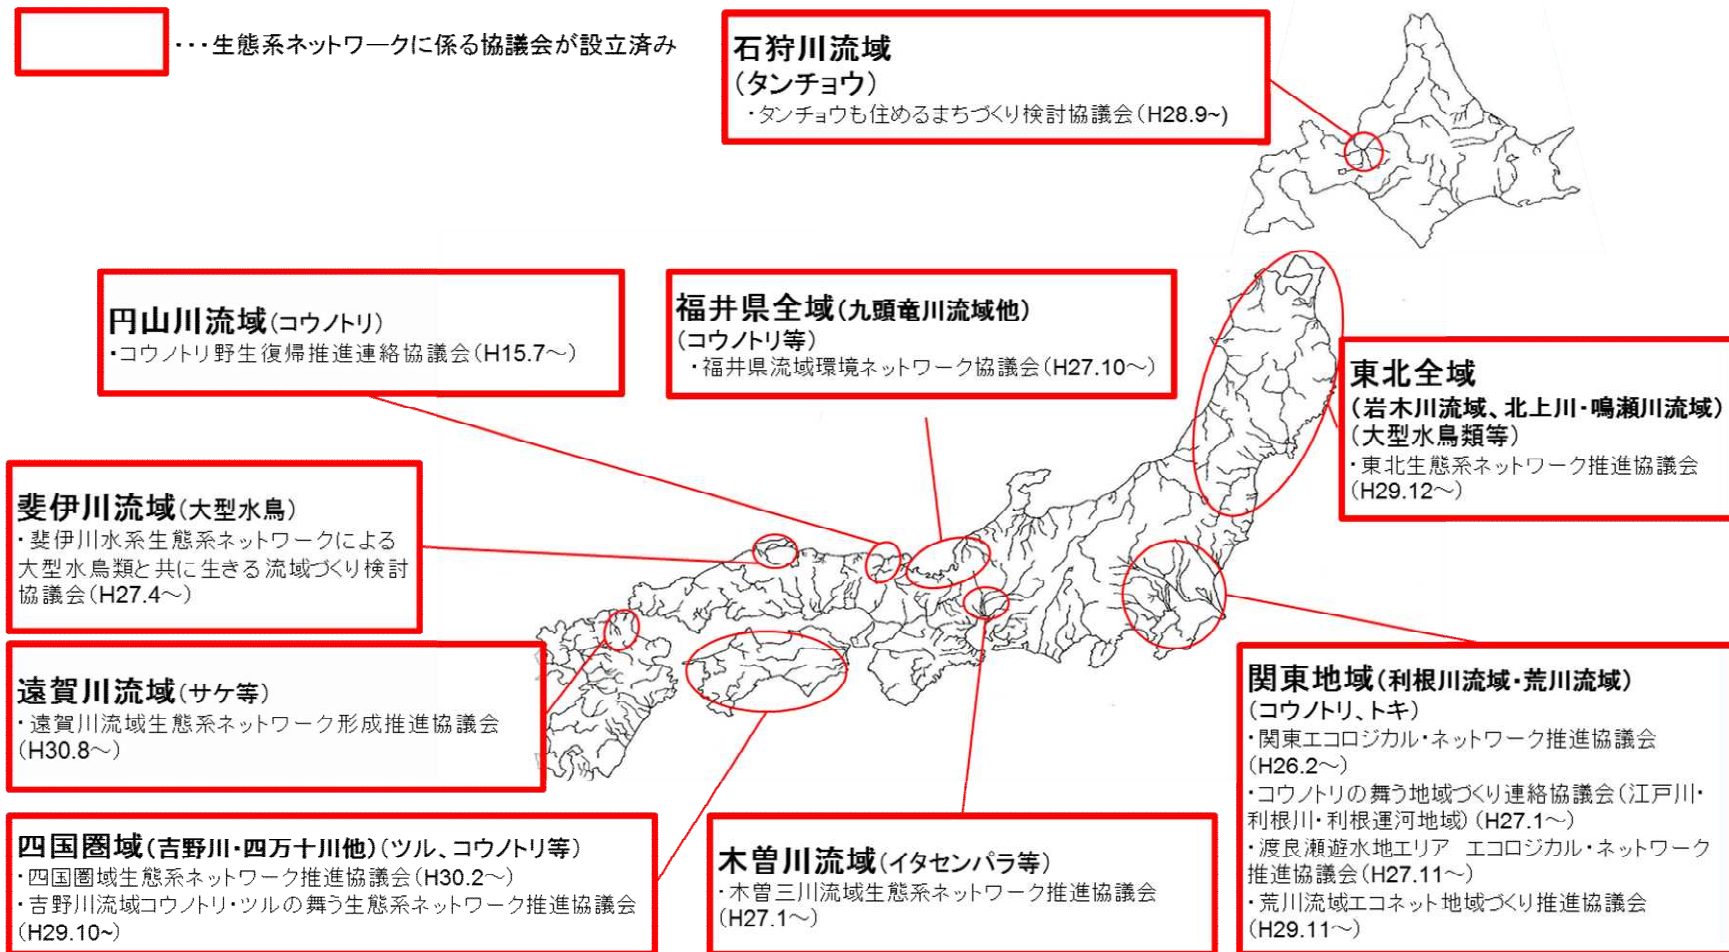 ・・・生態系ネットワークに係る協議会が設立済み
石狩川流域
(タンチョウ)
・タンチョウも住めるまちづくり検討協議会(H28.9~)
円山川流域(コウノトリ)
・コウノトリ野生復帰推進連絡協議会(H15.7～)
福井県全域(九頭竜川流域他)
(コウノトリ等)
・福井県流域環境ネットワーク協議会(H27.10～)
東北全域
(岩木川流域、北上川・鳴瀬川流域)
(大型水鳥類等)
・東北生態系ネットワーク推進協議会
(H29.12～)
斐伊川流域(大型水鳥)
・斐伊川水系生態系ネットワークによる
大型水鳥類と共に生きる流域づくり検討
協議会(H27.4～)
遠賀川流域(サケ等)
・遠賀川流域生態系ネットワーク形成推進協議会
(H30.8～)
四国圏域(吉野川・四万十川他)(ツル、コウノトリ等)
・四国圏域生態系ネットワーク推進協議会(H30.2～)
・吉野川流域コウノトリ・ツルの舞う生態系ネットワーク推進協議会
(H29.10~)
木曽川流域(イタセンパラ等)
・木曽三川流域生態系ネットワーク推進協議会
(H27.1～)
関東地域(利根川流域・荒川流域)
(コウノトリ、トキ)
・関東エコロジカル・ネットワーク推進協議会
(H26.2～)
・コウノトリの舞う地域づくり連絡協議会(江戸川・
利根川・利根運河地域) (H27.1～)
・渡良瀬遊水地エリア　エコロジカル・ネットワーク
推進協議会(H27.11～)
・荒川流域エコネット地域づくり推進協議会
(H29.11～)